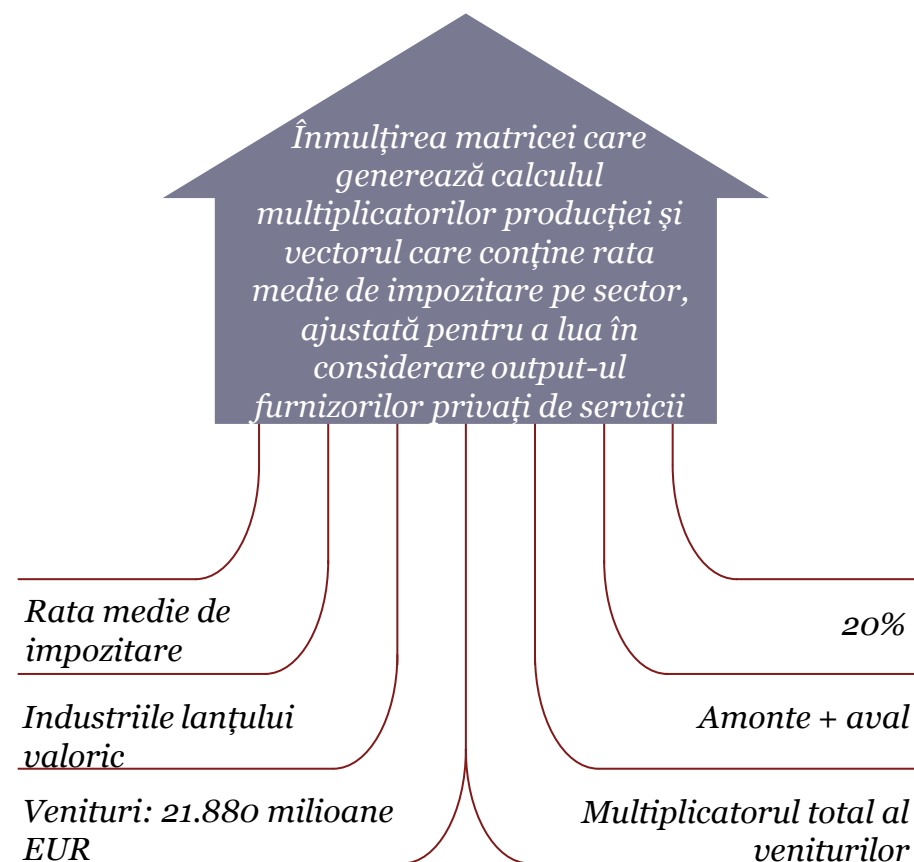 Înmulțirea matricei care
generează calculul
multiplicatorilor producției și
vectorul care conține rata
medie de impozitare pe sector,
ajustată pentru a lua în
considerare output-ul
furnizorilor privați de servicii
Rata medie de
impozitare
20%
Industriile lanțului
valoric
Amonte + aval
Venituri: 21.880 milioane
EUR
Multiplicatorul total al
veniturilor